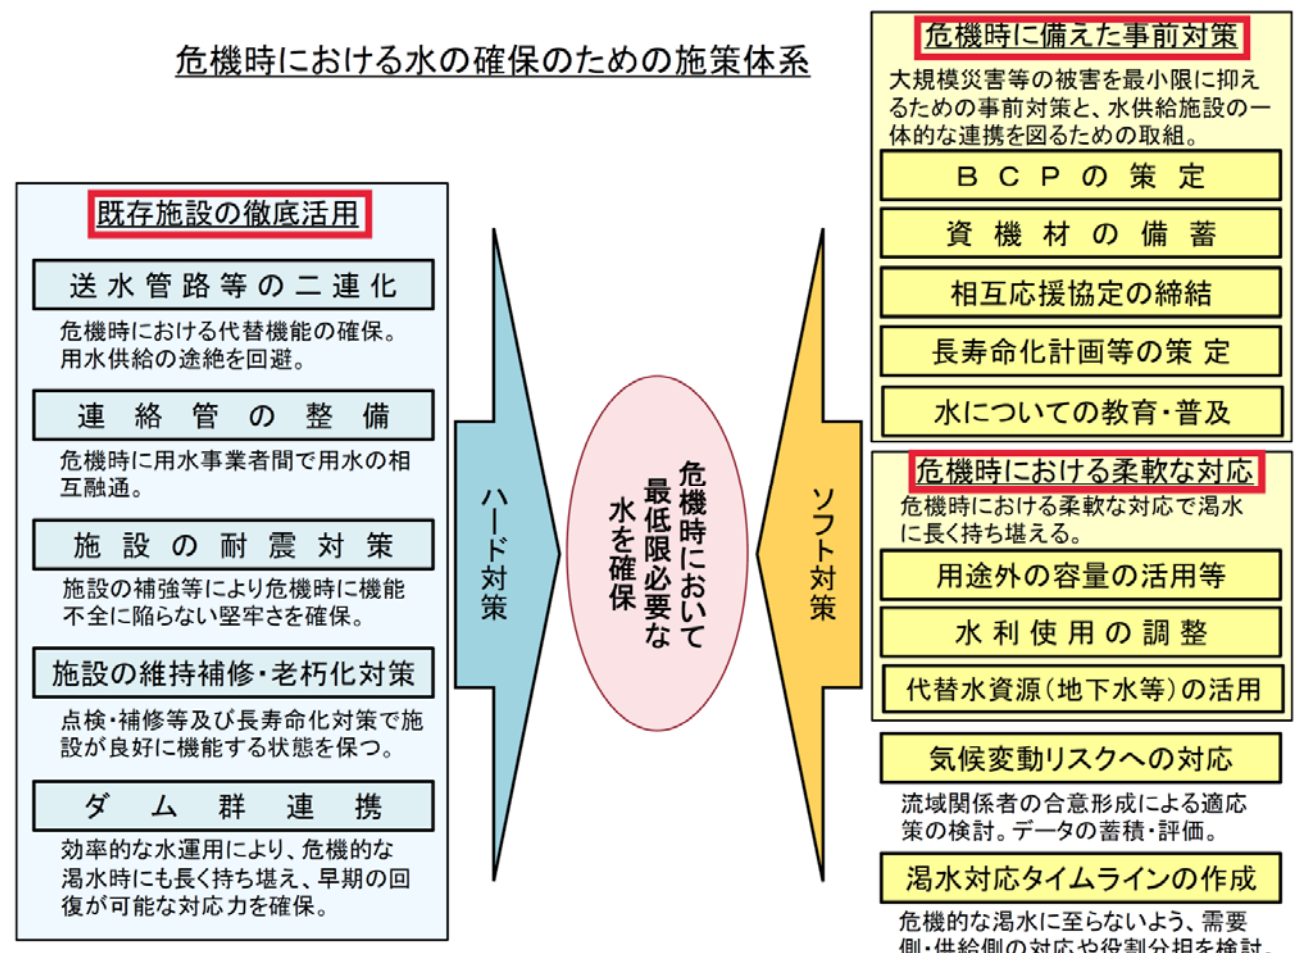 危機時における水の確保のための施策体系
既存施設の徹底活用
送水管路等の二連化
危機時における代替機能の確保。
用水供給の途絶を回避。
連絡管の整備
危機時に用水事業者間で用水の相
互融通。
施設の耐震対策
施設の補強等により危機時に機能
不全に陥らない堅牢さを確保。
施設の維持補修・老朽化対策
点検・補修等及び長寿命化対策で施
設が良好に機能する状態を保つ。
ダム群連携
効率的な水運用により、危機的な
渇水時にも長く持ち堪え、早期の回
復が可能な対応力を確保。
ハード対策
危機時において
最低限必要な
水を確保
ソフト対策
危機時に備えた事前対策
大規模災害等の被害を最小限に抑え
るための事前対策と、水供給施設の一
体的な連携を図るための取組。
BCPの策定
資機材の備蓄
相互応援協定の締結
長寿命化計画等の策定
水についての教育・普及
危機時における柔軟な対応
危機時における柔軟な対応で渇水
に長く持ち堪える。
用途外の容量の活用等
水利使用の調整
代替水資源（地下水等）の活用
気候変動リスクへの対応
流域関係者の合意形成による適応
策の検討。データの蓄積・評価。
渇水対応タイムラインの作成
危機的な渇水に至らないよう、需要
側・供給側の対応や役割分担を検討。